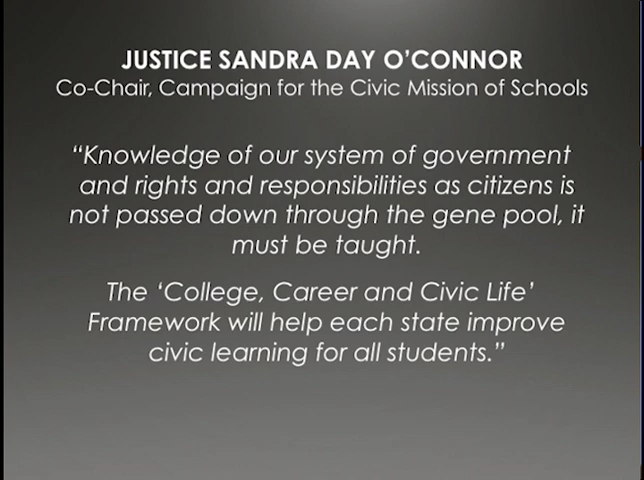 JUSTICE SANDRA DAY O’CONNOR
Co-Chair, Campaign for the Civic Mission of Schools
“Knowledge of our system of government
and rights and responsibilities as citizens is
not passed down through the gene pool, it
must be taught.
The ‘College, Career and Civic Life’
Framework will help each state improve
civic learning for all students.”